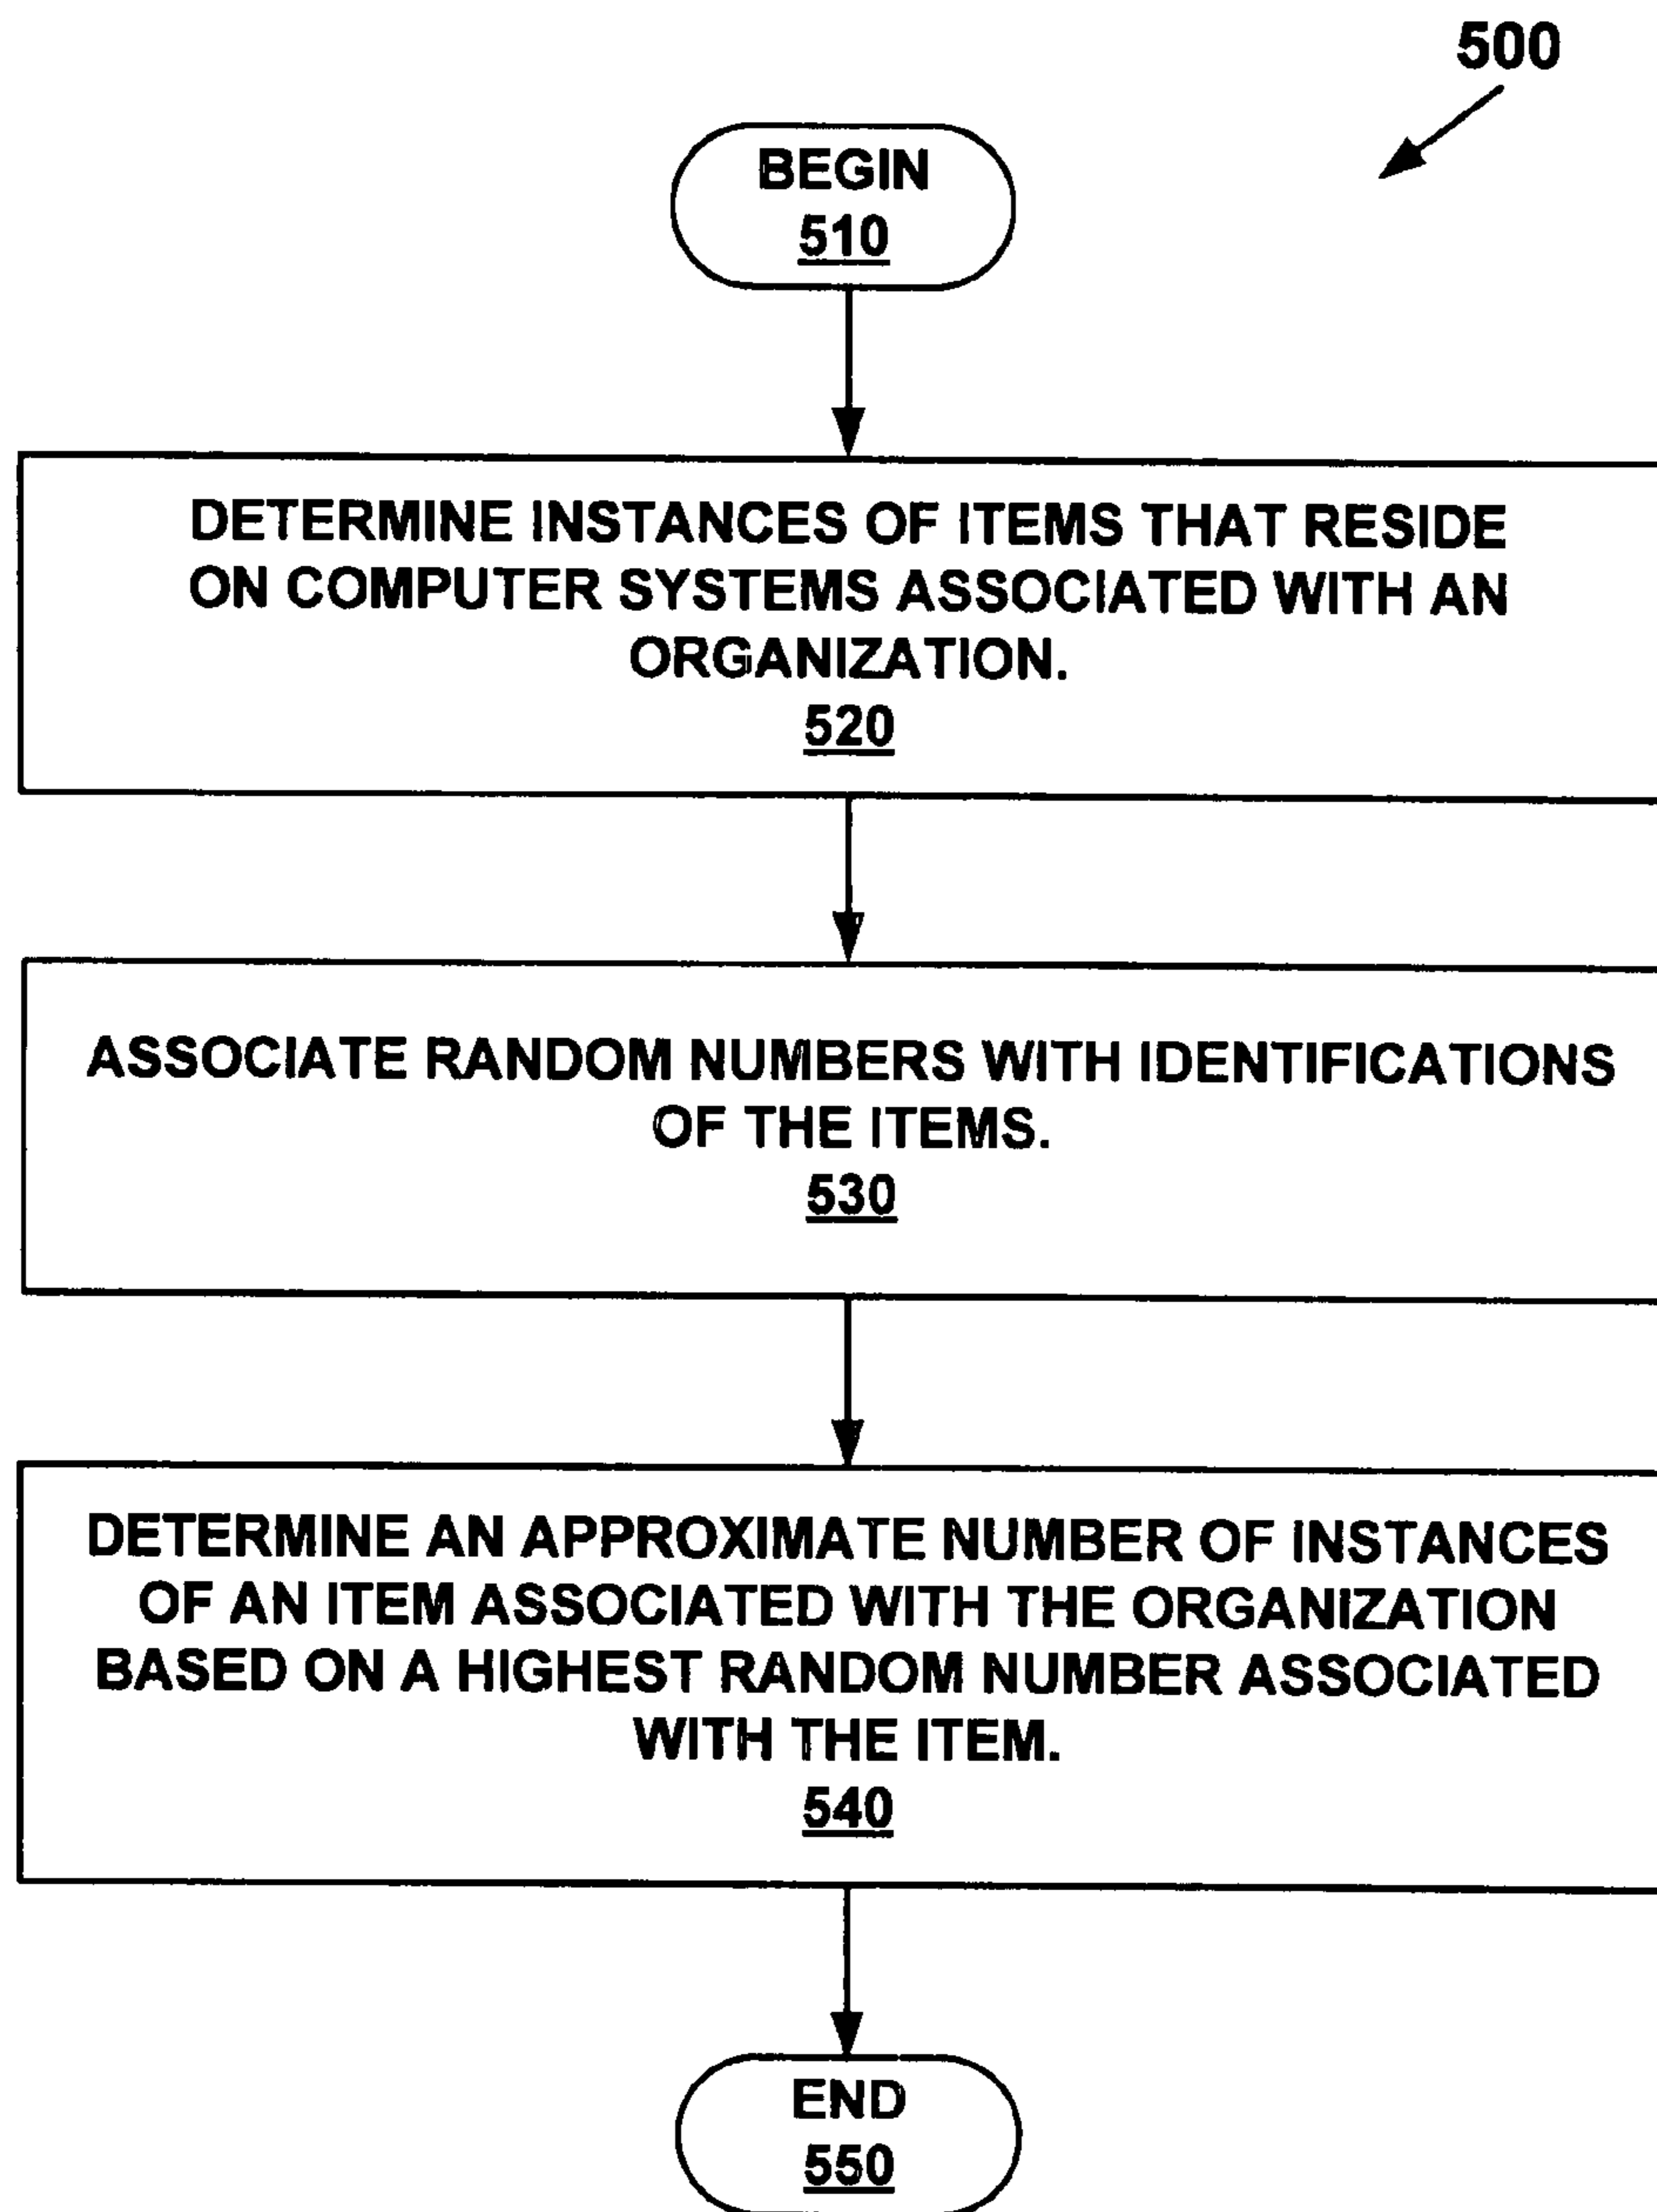 500
BEGIN
510
DETERMINE INSTANCES OF ITEMS THAT RESIDE
ON COMPUTER SYSTEMS ASSOCIATED WITH AN
ORGANIZATION.
520
ASSOCIATE RANDOM NUMBERS WITH IDENTIFICATIONS
OF THE ITEMS.
530
DETERMINE AN APPROXIMATE NUMBER OF INSTANCES
OF AN ITEM ASSOCIATED WITH THE ORGANIZATION
BASED ON A HIGHEST RANDOM NUMBER ASSOCIATED
WITH THE ITEM.
540
END
550